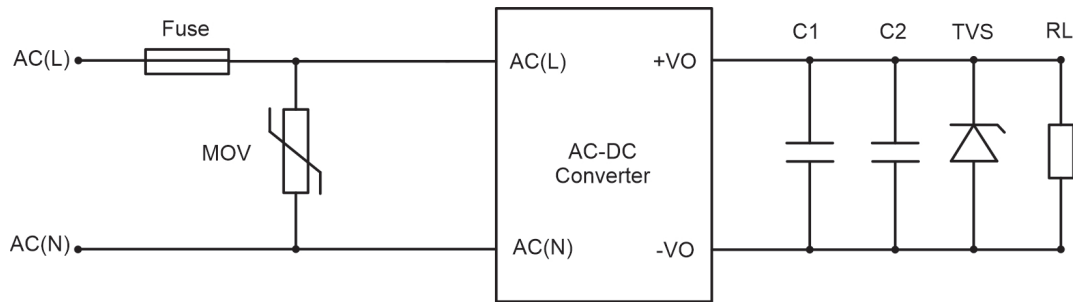 Fuse
C1
C2
TVS
RL
AC(L)
AC(L)
+VO
MOV
AC-DC
Converter
AC(N)
AC(N)
-VO